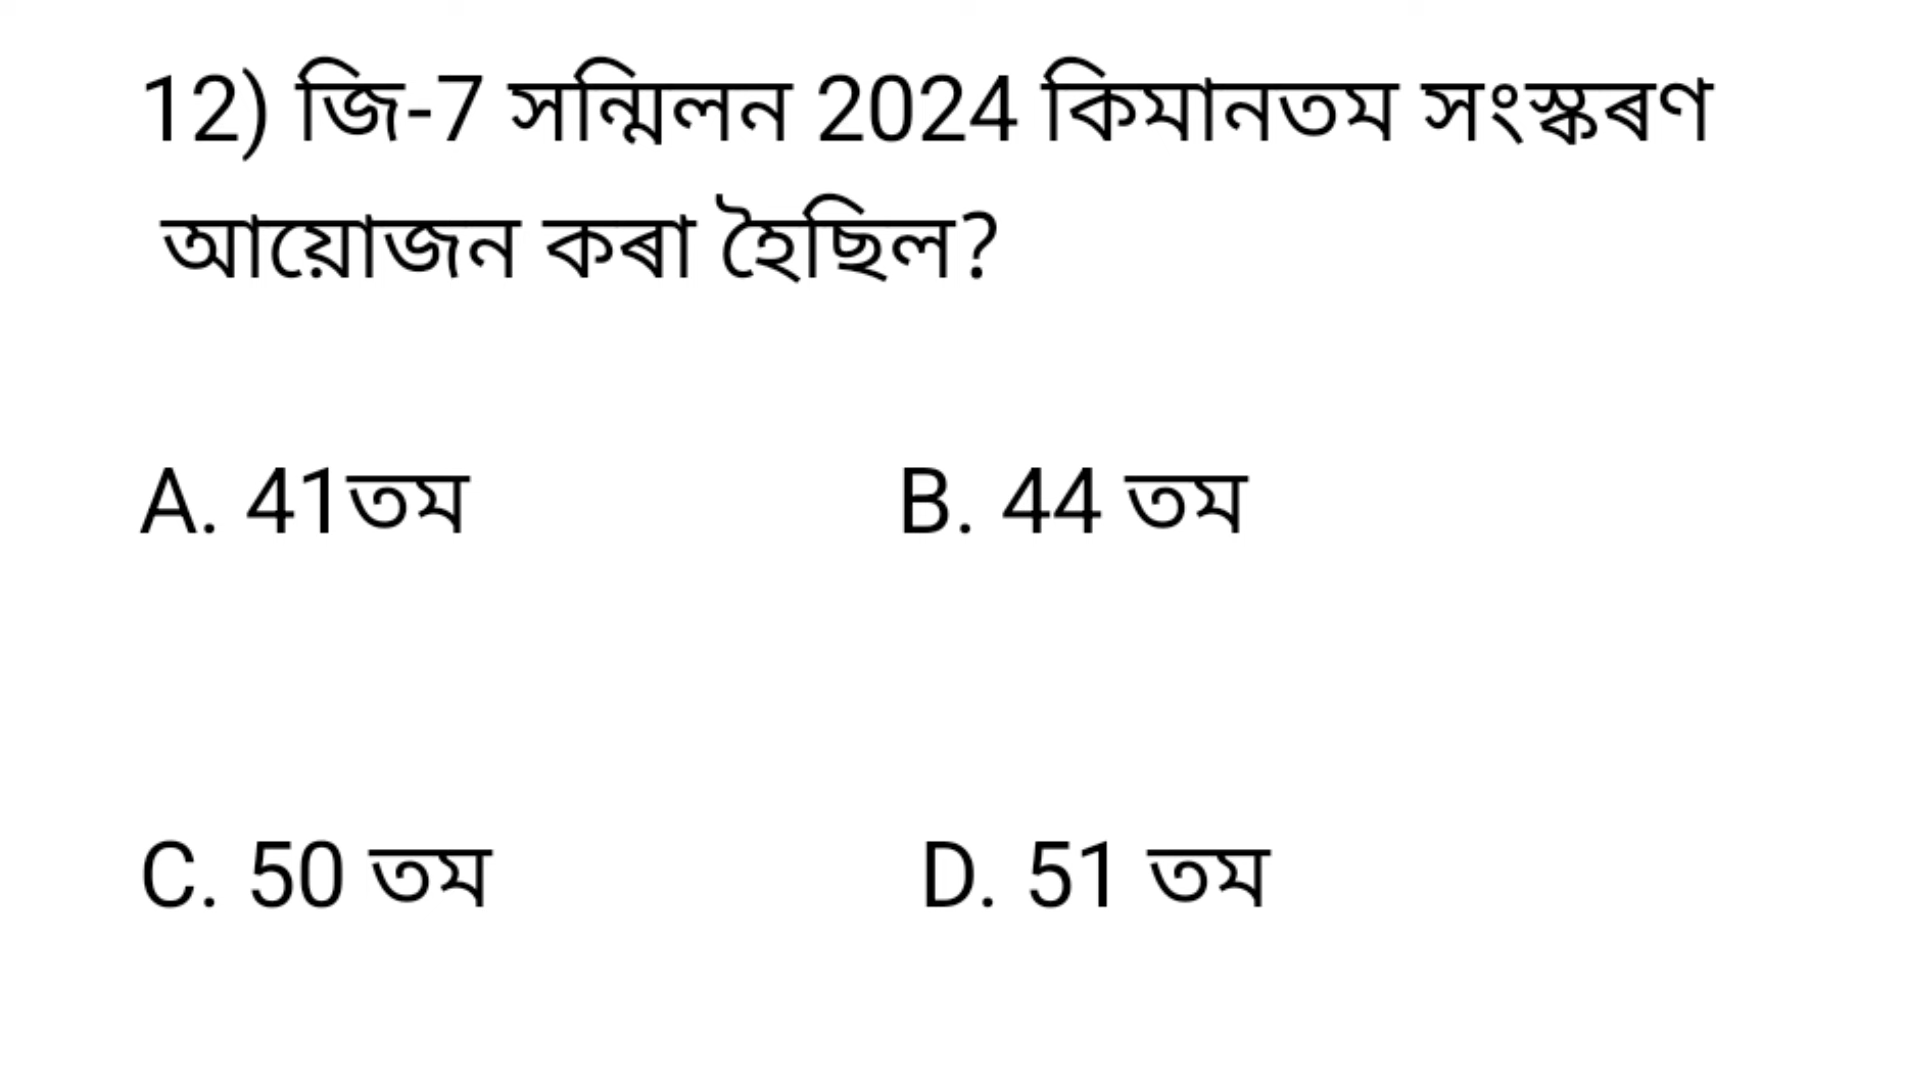 12) জি-7 সন্মিলন 2024 কিমানতম সংস্কৰণ
আয়োজন কৰা হৈছিল?
A. 41তম B. 44 তম
C. 50 তম D. 51 তম